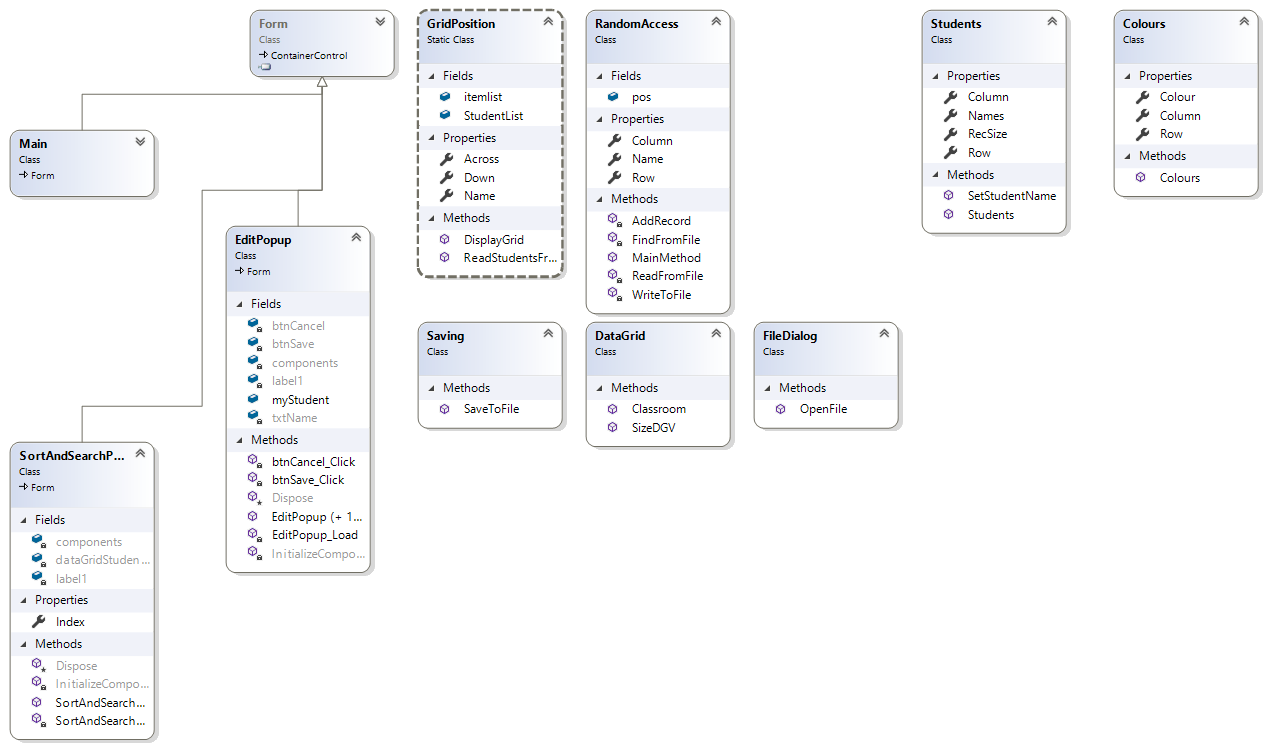 Form
Class
ContainerControl
Main
Class
Form
SortAndSearchP...
Class
Form
Fields
components
dataGridStuden...
label1
Properties
Index
Methods
Dispose
InitializeCompo...
SortAndSearch...
SortAndSearch...
EditPopup
Class
Form
Fields
btnCancel
btnSave
components
label1
myStudent
txtName
Methods
btnCancel_Click
btnSave_Click
Dispose
EditPopup (+ 1...
EditPopup_Load
InitializeCompo...
GridPosition
Static Class
Fields
itemlist
StudentList
Properties
Across
Down
Name
Methods
DisplayGrid
ReadStudentsFr...
RandomAccess
Class
Fields
pos
Properties
Column
Name
Row
Methods
AddRecord
FindFromFile
MainMethod
ReadFromFile
WriteToFile
Saving
Class
Methods
SaveToFile
DataGrid
Class
Methods
Classroom
SizeDGV
FileDialog
Class
Methods
OpenFile
Students
Class
Properties
Column
Names
RecSize
Row
Methods
SetStudentName
Students
Colours
Class
Properties
Colour
Column
Row
Methods
Colours